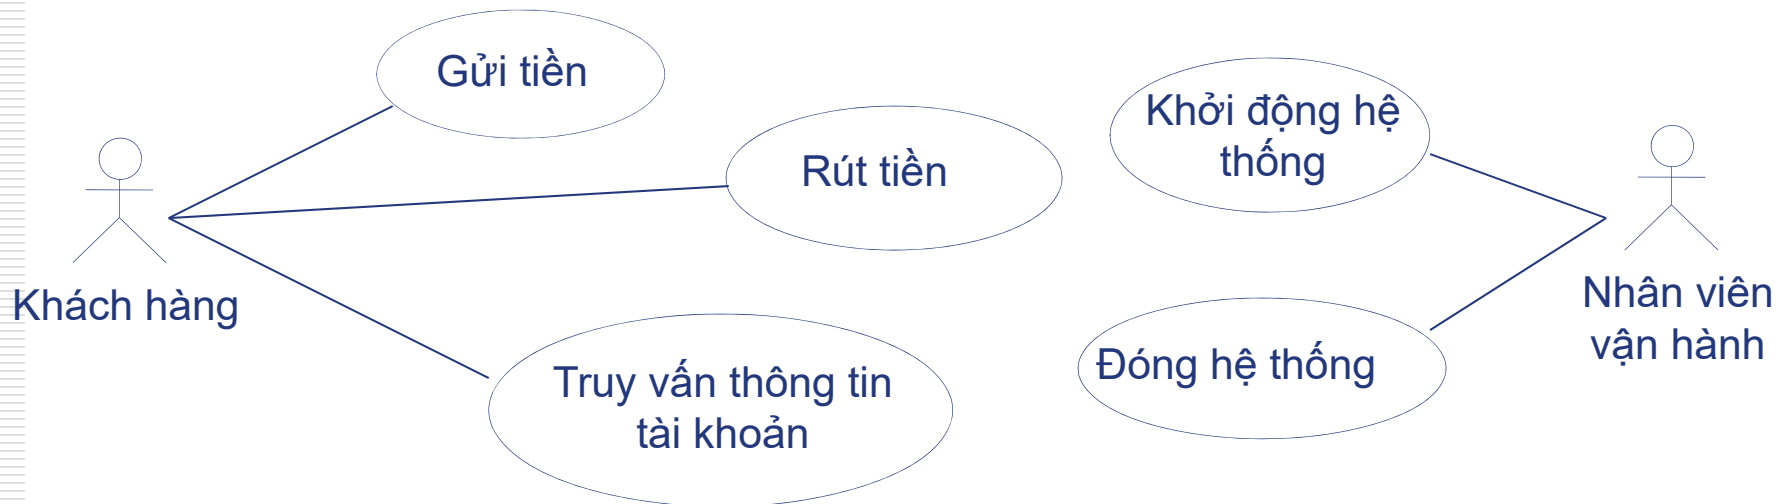 Gửi tiền
Rút tiền
Khởi động hệ
thống
Khách hàng
Nhân viên
vận hành
Truy vấn thông tin
tài khoản
Đóng hệ thống